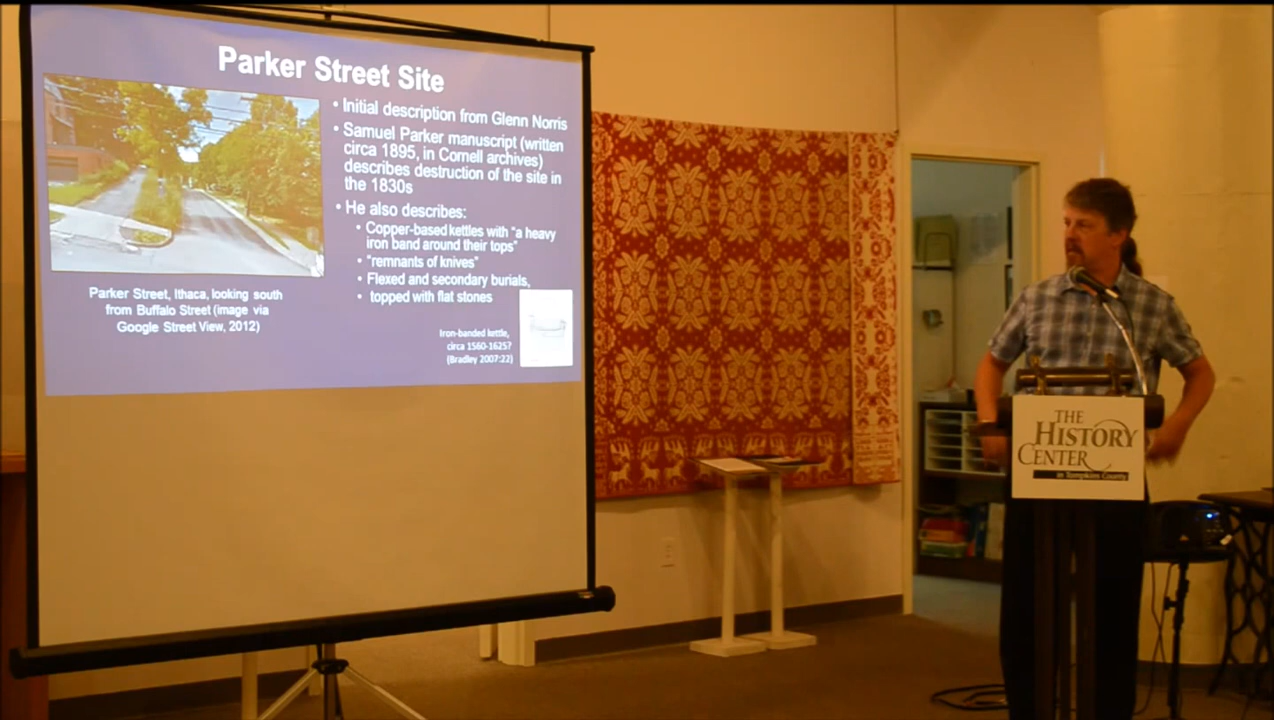 Parker Street Site
• Initial description from Glenn Norris
• Samuel Parker manuscript (written
circa 1895, in Cornell archives)
describes destruction of the site in
the 1830s
• He also describes:
• Copper-based kettles with "a heavy
iron band around their tops"
• "remnants of knives"
• Flexed and secondary burials,
• topped with flat stones
Parker Street, Ithaca, looking south
from Buffalo Street (image via
Google Street View, 2012)
Iron-banded kettle,
circa 1560-1625?
(Bradley 2007:22)
THE
HISTORY
CENTER
in Tompkins County